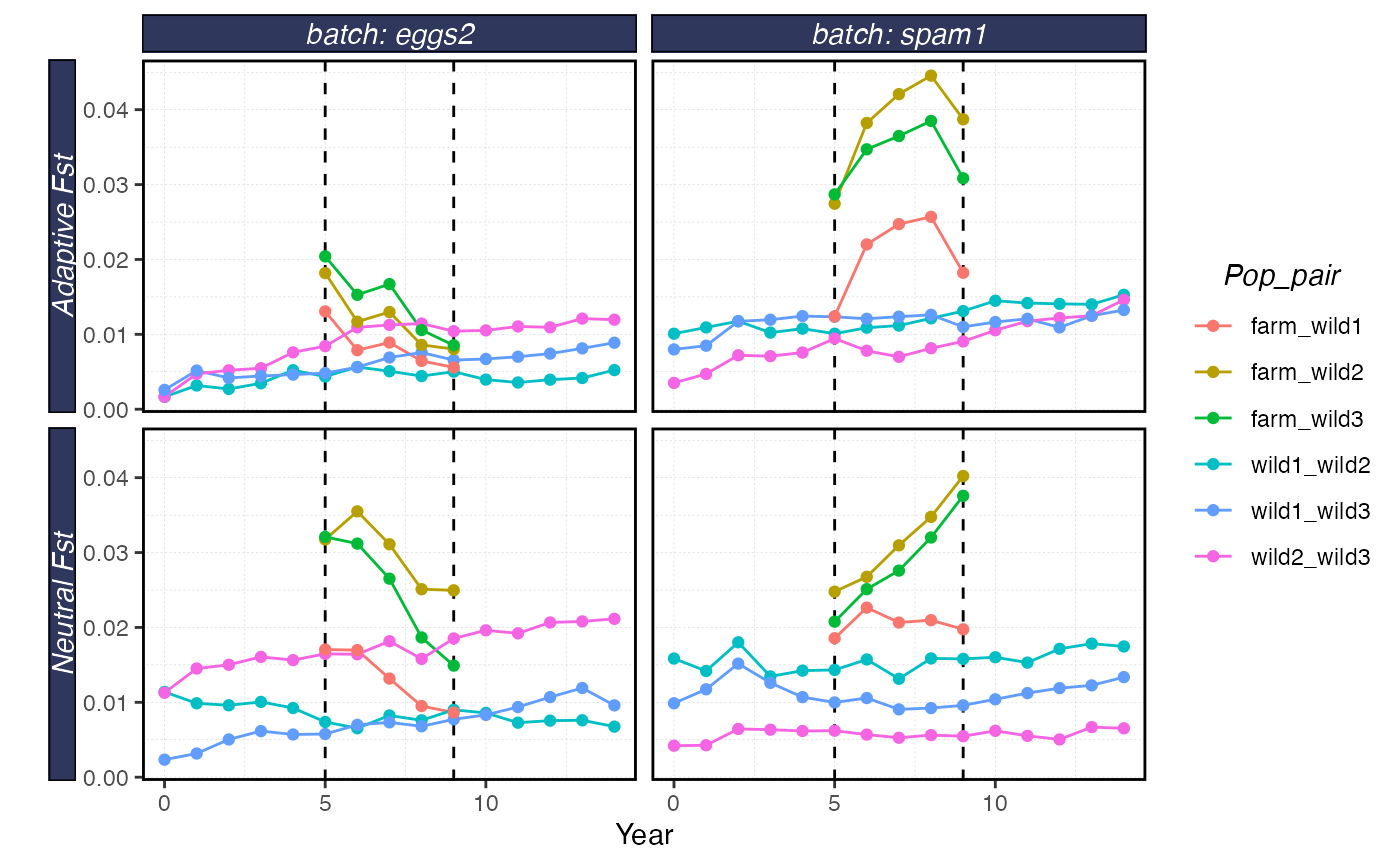 batch: eggs2
batch: spam1
Adaptive Fst
0.04
0.03
0.02
0.01
0.00
Neutral Fst
0.04
0.03
0.02
0.01
0.00
0
5
10
0
5
10
Year
Pop_pair
farm_wild1
farm_wild2
farm_wild3
wild1_wild2
wild1_wild3
wild2_wild3